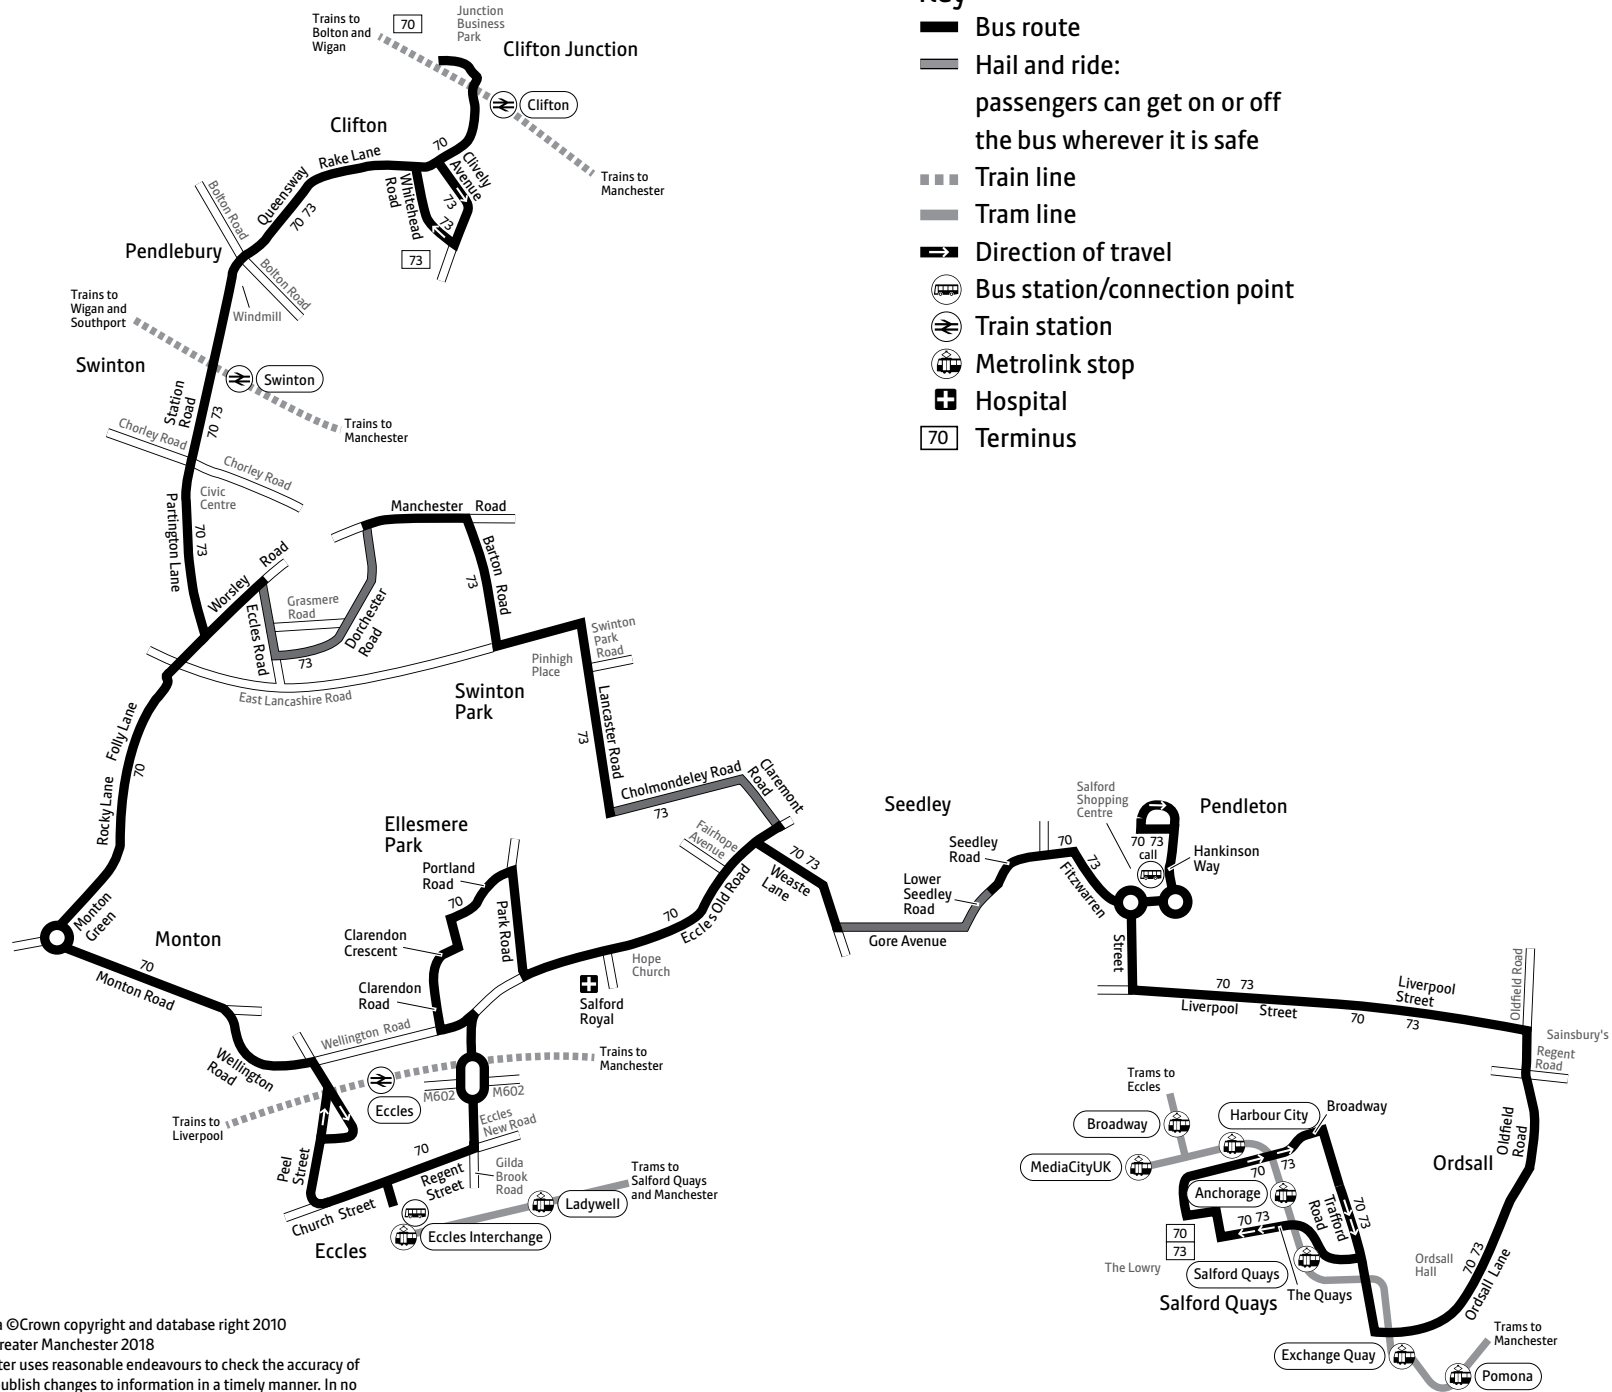 Key
Bus route
Hail and ride:
passengers can get on or off
the bus wherever it is safe
Train line
Tram line
Direction of travel
Bus station/connection point
Train station
Metrolink stop
Hospital
70
Terminus
Trains to
Bolton and
Wigan
70
Junction
Business
Park
Clifton Junction
Clifton
Clifton
70
Trains to
Manchester
Rake Lane
Clively
Avenue
Whitehead
Road
73
73
73
Queensway
70 73
Bolton Road
Pendlebury
Bolton Road
Windmill
Trains to
Wigan and
Southport
Swinton
Swinton
Station
Road
70 73
Trains to
Manchester
Chorley Road
Chorley Road
Civic
Centre
Partington Lane
70 73
Manchester Road
Barton Road
73
Worsley Road
Grasmere
Road
Eccles Road
Dorchester
Road
73
East Lancashire Road
Swinton
Park
Pinhigh
Place
Swinton
Park
Road
Lancaster Road
73
Folly Lane
70
Rocky Lane
Cholmondeley Road
73
Claremont
Road
Fairhope
Avenue
Ellesmere
Park
Portland
Road
70
Park Road
Clarendon
Crescent
Clarendon
Road
Monton
Green
Monton
70
Monton Road
70
Eccles Old Road
70 73
Weaste
Lane
Hope
Church
Salford
Royal
Seedley
Seedley
Road
Lower
Seedley
Road
Gore Avenue
Salford
Shopping
Centre
Pendleton
70 73
call
Hankinson
Way
70
73
Fitzwarren
Street
70 73
Liverpool Street
Liverpool
Street
70
73
Oldfield Road
Sainsbury's
Regent
Road
Oldfield
Road
Ordsall
Wellington Road
Wellington
Road
Trains to
Manchester
M602
M602
Eccles
Trains to
Liverpool
Eccles
New Road
Peel
Street
70
Regent
Street
Gilda
Brook
Road
Church Street
Trams to
Salford Quays
and Manchester
Ladywell
Eccles Interchange
Eccles
Trams to
Eccles
Broadway
Harbour City
Broadway
MediaCityUK
70
73
Anchorage
70 73
Trafford
Road
70 73
70
73
The Lowry
Salford Quays
The Quays
Salford Quays
Ordsall
Hall
70 73
Ordsall Lane
Trams to
Manchester
Exchange Quay
Pomona
©Crown copyright and database right 2010
reater Manchester 2018
ter uses reasonable endeavours to check the accuracy of
ublish changes to information in a timely manner. In no